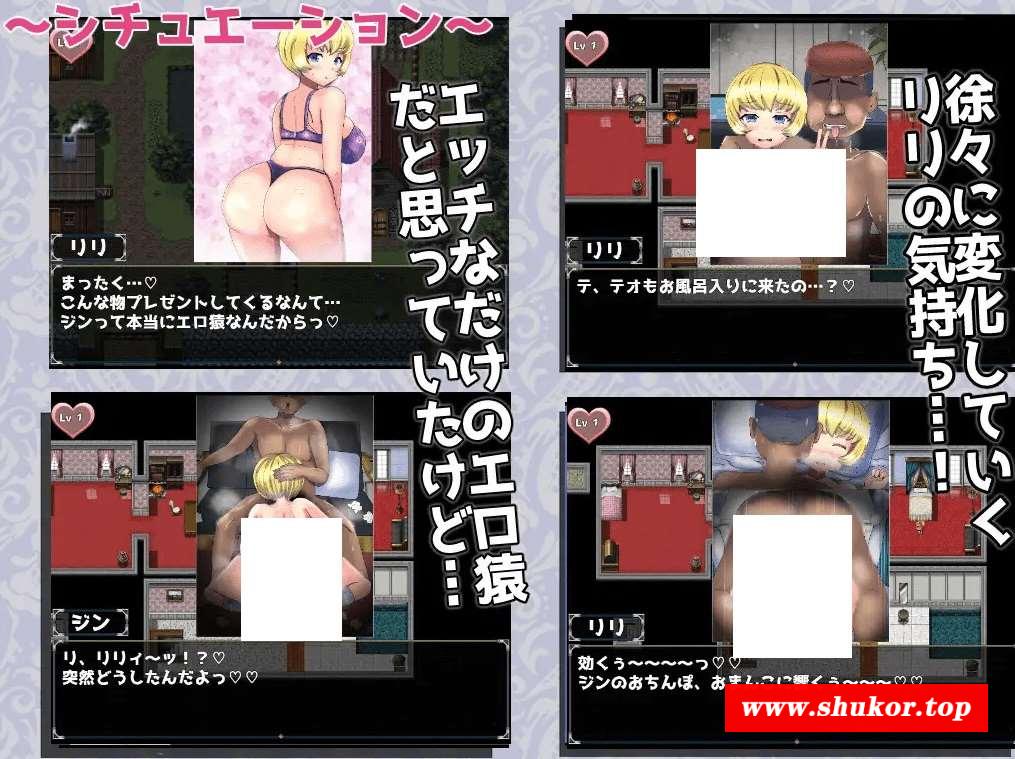 ～シチュエーション～
エッチなだけのエロ猿
だと思っていたけど…
徐々に変化していく
リリの気持ち…！
Lv 1
リリ
まったく…♡
こんな物プレゼントしてくるなんて…
ジンって本当にエロ猿なんだからっ♡
Lv 1
リリ
テ、テオもお風呂入りに来たの…？♡
Lv 1
ジン
リ、リリィ～ッ！？♡
突然どうしたんだよっ♡♡
Lv 1
リリ
効くぅ～～～～っ♡♡
ジンのおちんぽ、おまんこに響くぅ～～～♡♡
www.shukor.top